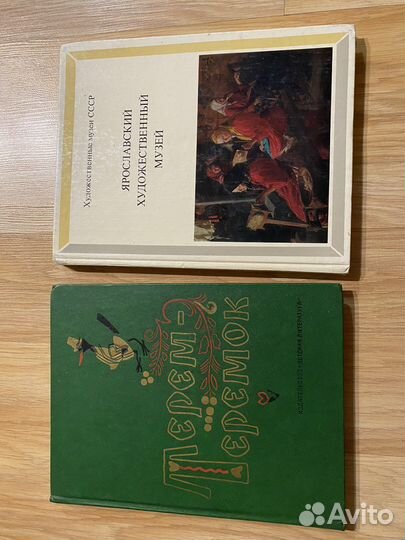 Художественные музеи СССР
ЯРОСЛАВСКИЙ
ХУДОЖЕСТВЕННЫЙ
МУЗЕЙ
ТЕРЕМ-
ТЕРЕМОК
ИЗДАТЕЛЬСТВО «ДЕТСКАЯ ЛИТЕРАТУРА»
Avito